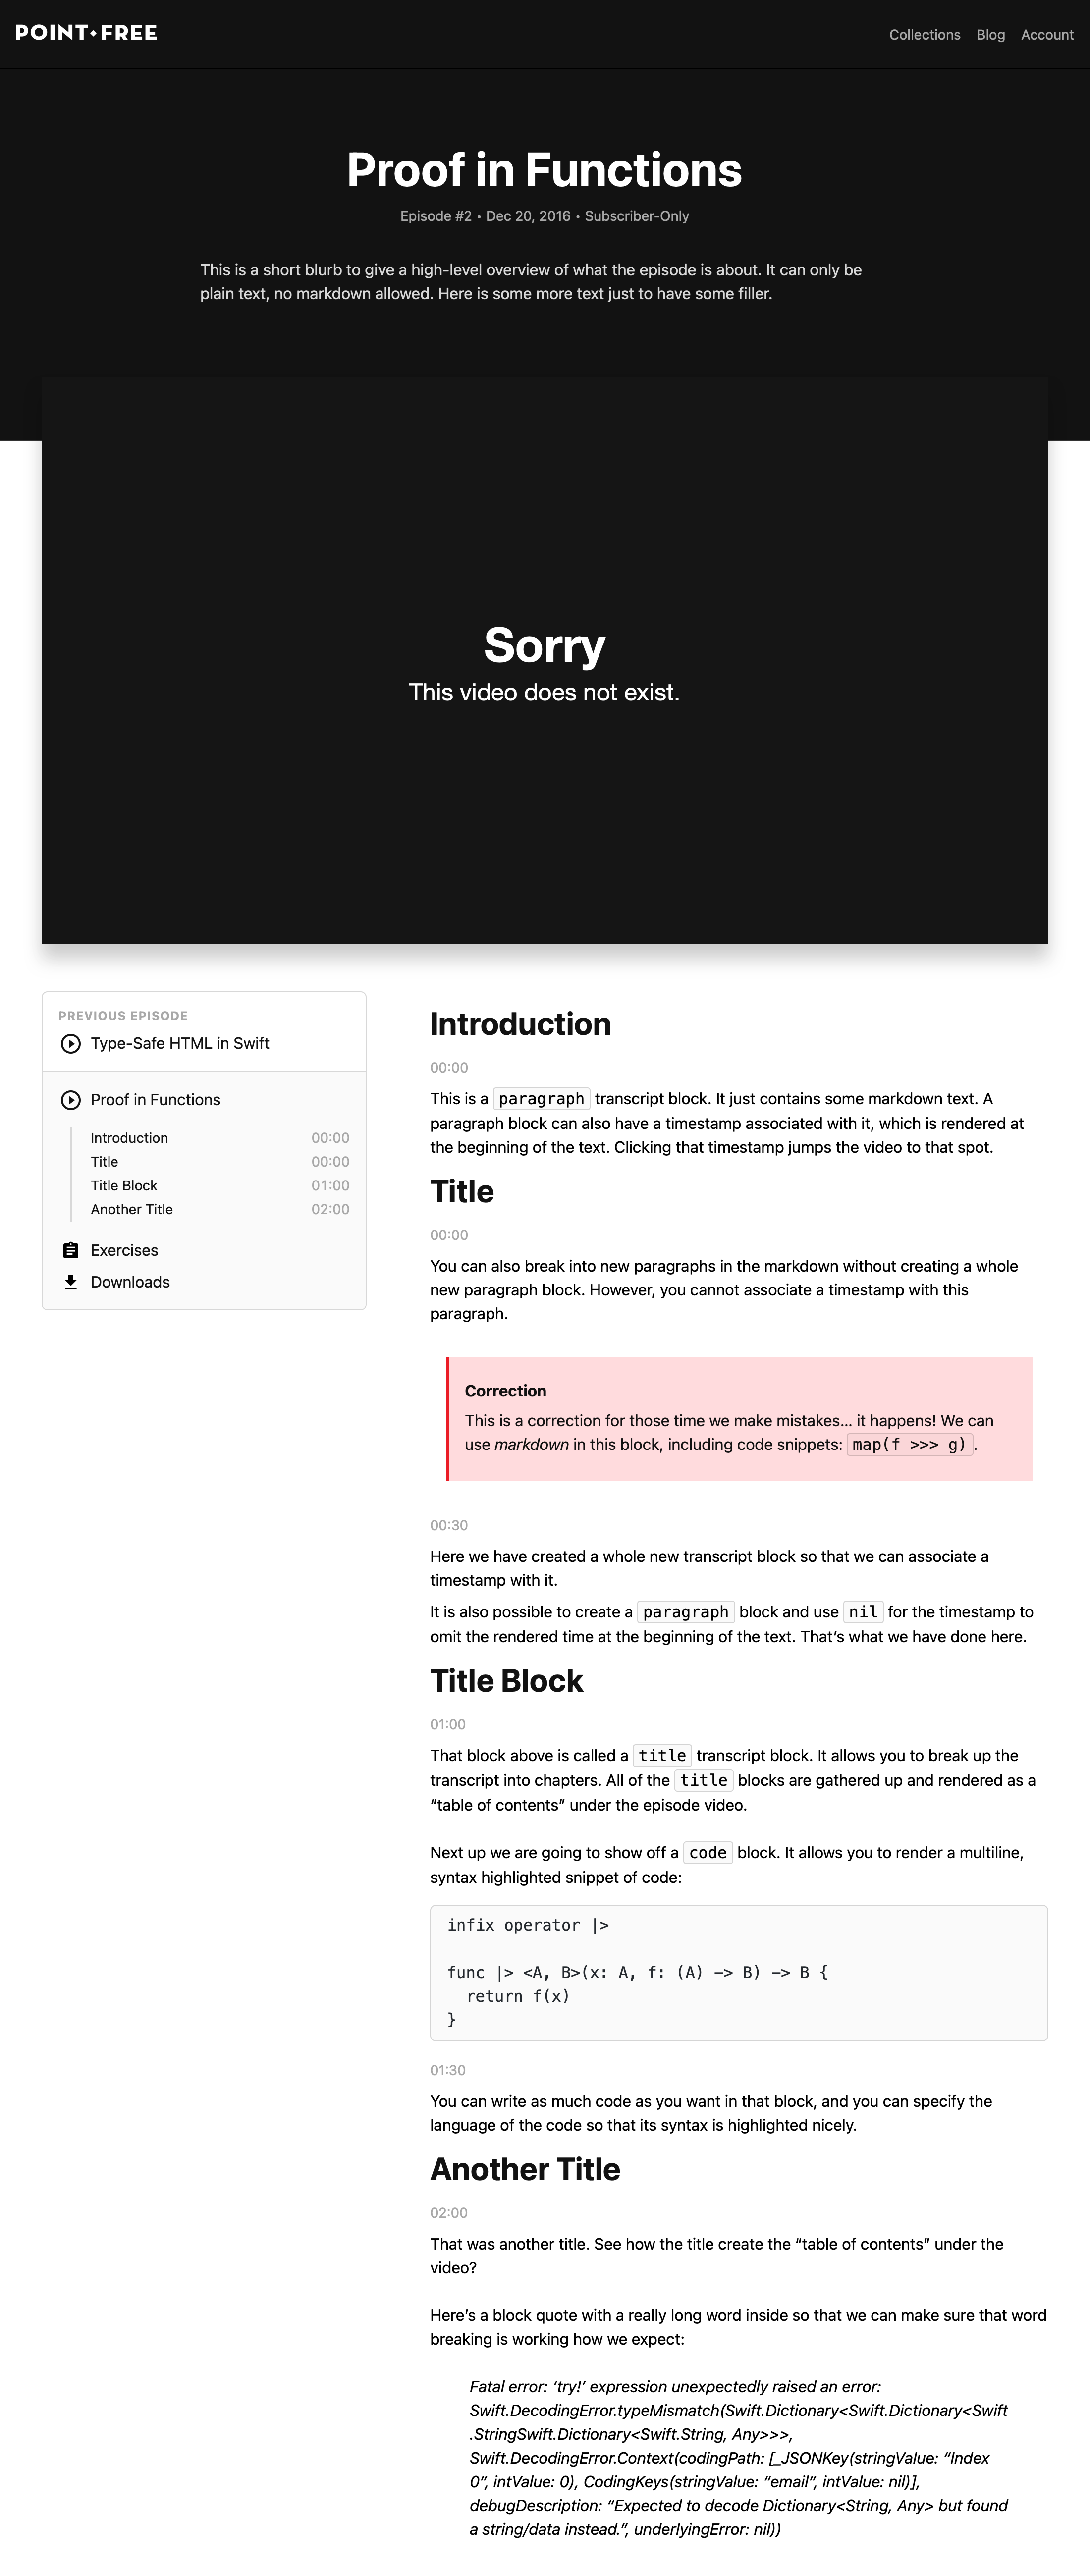 POINT•FREE
Collections Blog Account
Proof in Functions
Episode #2 • Dec 20, 2016 • Subscriber-Only
This is a short blurb to give a high-level overview of what the episode is about. It can only be
plain text, no markdown allowed. Here is some more text just to have some filler.
Sorry
This video does not exist.
PREVIOUS EPISODE
Type-Safe HTML in Swift
Proof in Functions
Introduction 00:00
Title 00:00
Title Block 01:00
Another Title 02:00
Exercises
Downloads
Introduction
00:00
This is a paragraph transcript block. It just contains some markdown text. A
paragraph block can also have a timestamp associated with it, which is rendered at
the beginning of the text. Clicking that timestamp jumps the video to that spot.
Title
00:00
You can also break into new paragraphs in the markdown without creating a whole
new paragraph block. However, you cannot associate a timestamp with this
paragraph.
Correction
This is a correction for those time we make mistakes… it happens! We can
use markdown in this block, including code snippets: map(f >>> g).
00:30
Here we have created a whole new transcript block so that we can associate a
timestamp with it.
It is also possible to create a paragraph block and use nil for the timestamp to
omit the rendered time at the beginning of the text. That’s what we have done here.
Title Block
01:00
That block above is called a title transcript block. It allows you to break up the
transcript into chapters. All of the title blocks are gathered up and rendered as a
“table of contents” under the episode video.
Next up we are going to show off a code block. It allows you to render a multiline,
syntax highlighted snippet of code:
infix operator |>
func |> <A, B>(x: A, f: (A) -> B) -> B {
  return f(x)
}
01:30
You can write as much code as you want in that block, and you can specify the
language of the code so that its syntax is highlighted nicely.
Another Title
02:00
That was another title. See how the title create the “table of contents” under the
video?
Here’s a block quote with a really long word inside so that we can make sure that word
breaking is working how we expect:
Fatal error: ‘try!’ expression unexpectedly raised an error:
Swift.DecodingError.typeMismatch(Swift.Dictionary<Swift.Dictionary<Swift
.StringSwift.Dictionary<Swift.String, Any>>>,
Swift.DecodingError.Context(codingPath: [_JSONKey(stringValue: “Index
0”, intValue: 0), CodingKeys(stringValue: “email”, intValue: nil)],
debugDescription: “Expected to decode Dictionary<String, Any> but found
a string/data instead.”, underlyingError: nil))